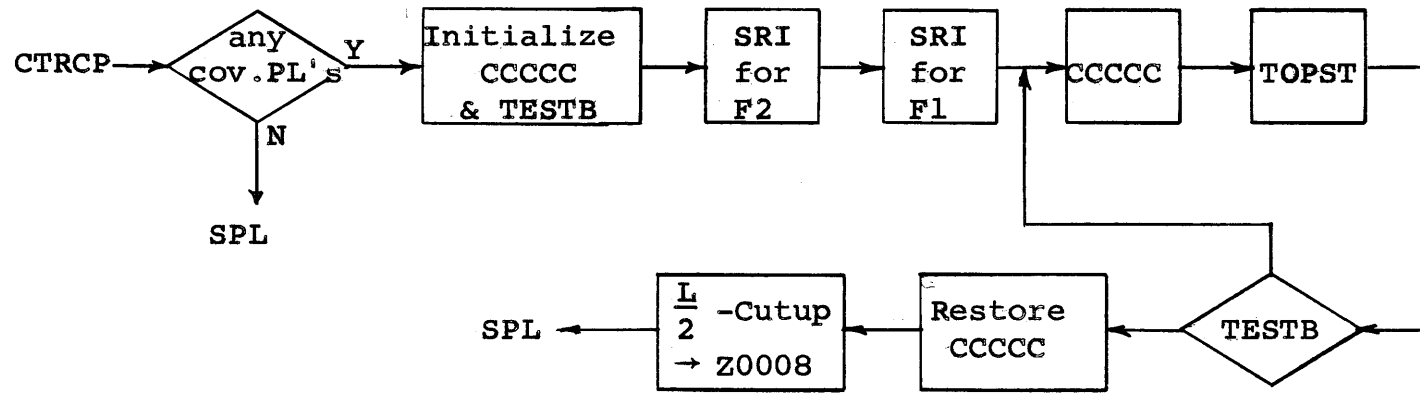 CTRCP
any
cov.PL's
Y
N
SPL
Initialize
CCCCC
& TESTB
SRI
for
F2
SRI
for
F1
CCCCC
TOPST
TESTB
Restore
CCCCC
L/2 -Cutup
→ Z0008
SPL